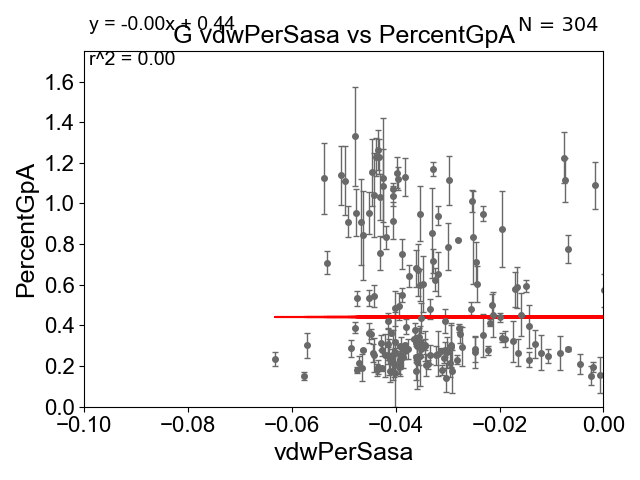 y = -0.00x + 0.44
N = 304
G vdwPerSasa vs PercentGpA
r^2 = 0.00
PercentGpA
1.6
1.4
1.2
1.0
0.8
0.6
0.4
0.2
0.0
−0.10
−0.08
−0.06
−0.04
−0.02
0.00
vdwPerSasa